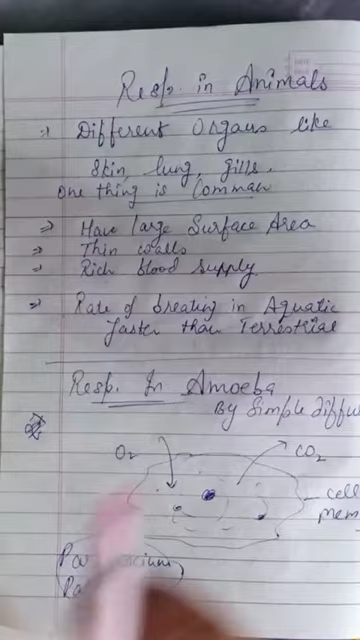 Resp. in Animals
Different Organs like
Skin, lung, gills.
One thing is Common
Have large Surface Area
Thin walls
Rich blood supply
Rate of breating in Aquatic
faster than Terrestrial
Resp. In Amoeba
By Simple diffu
O2
CO2
cell
mem